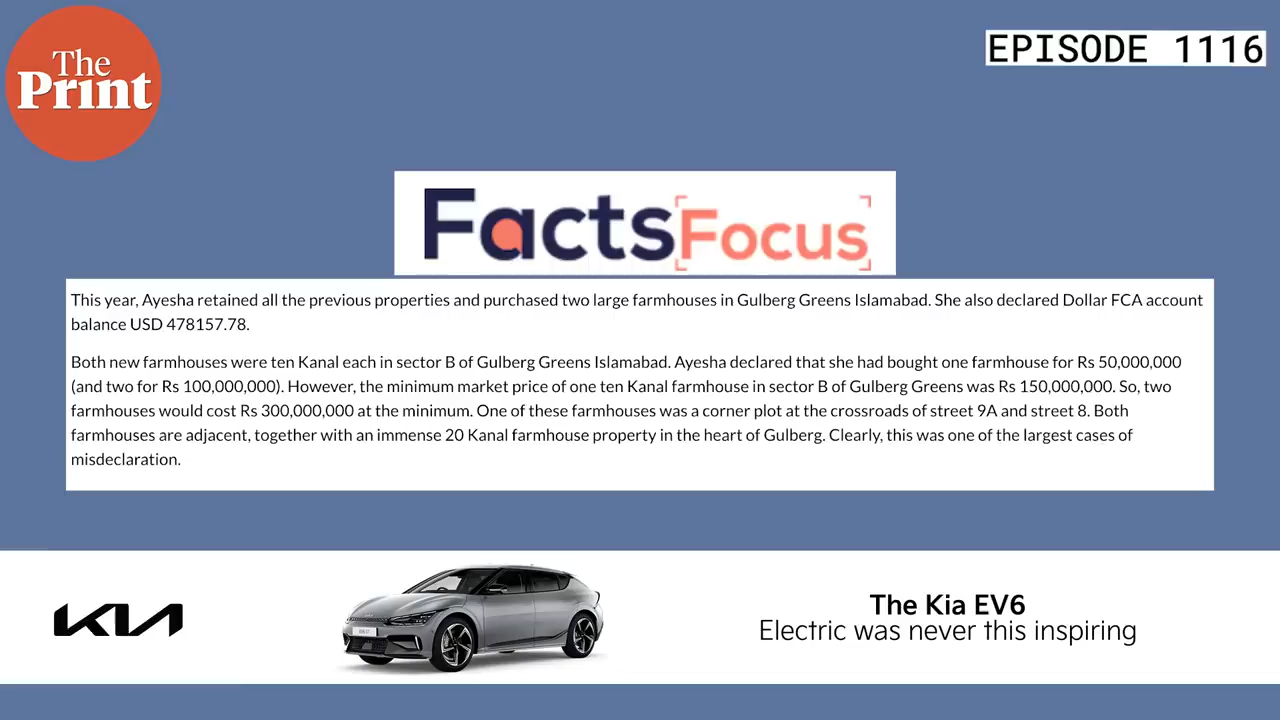 The
Print
EPISODE 1116
FactsFocus
This year, Ayesha retained all the previous properties and purchased two large farmhouses in Gulberg Greens Islamabad. She also declared Dollar FCA account
balance USD 478157.78.
Both new farmhouses were ten Kanal each in sector B of Gulberg Greens Islamabad. Ayesha declared that she had bought one farmhouse for Rs 50,000,000
(and two for Rs 100,000,000). However, the minimum market price of one ten Kanal farmhouse in sector B of Gulberg Greens was Rs 150,000,000. So, two
farmhouses would cost Rs 300,000,000 at the minimum. One of these farmhouses was a corner plot at the crossroads of street 9A and street 8. Both
farmhouses are adjacent, together with an immense 20 Kanal farmhouse property in the heart of Gulberg. Clearly, this was one of the largest cases of
misdeclaration.
KIA
The Kia EV6
Electric was never this inspiring